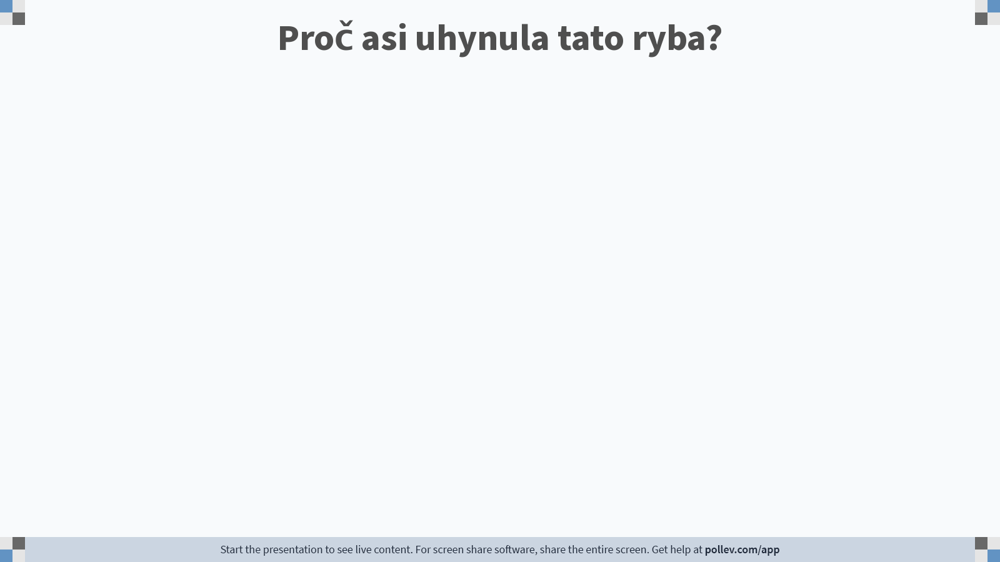 Proč asi uhynula tato ryba?
Start the presentation to see live content. For screen share software, share the entire screen. Get help at pollev.com/app